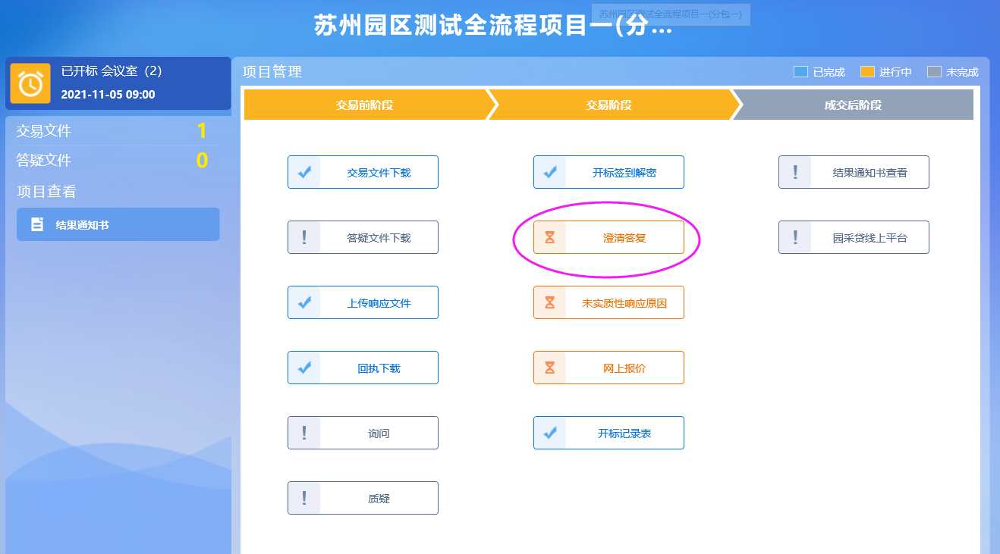 苏州园区测试全流程项目一(分...
苏州园区测试全流程项目一(分包一)
已开标 会议室（2）
2021-11-05 09:00
交易文件 1
答疑文件 0
项目查看
结果通知书
项目管理
已完成 进行中 未完成
交易前阶段 交易阶段 成交后阶段
交易文件下载 开标签到解密 结果通知书查看
答疑文件下载 澄清答复 园采贷线上平台
上传响应文件 未实质性响应原因
回执下载 网上报价
询问 开标记录表
质疑